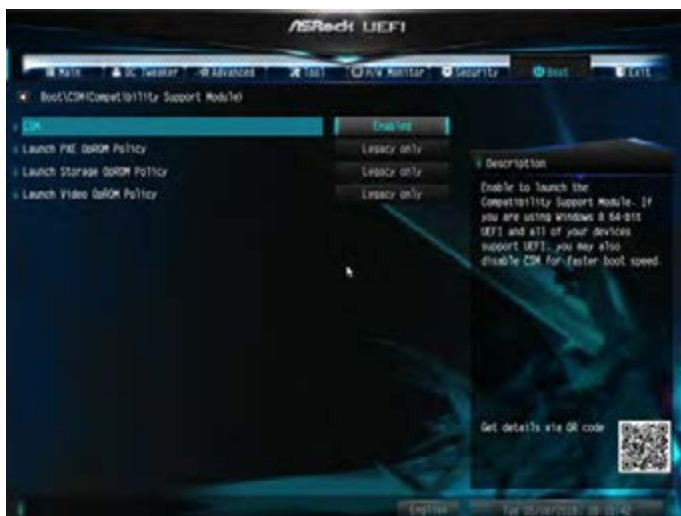 ASRock UEFI
Main OC Tweaker Advanced Tool H/W Monitor Security Boot Exit
Boot\CSM(Compatibility Support Module)
CSM Enabled
Launch PXE OpROM Policy Legacy only
Launch Storage OpROM Policy Legacy only
Launch Video OpROM Policy Legacy only
Description
Enable to launch the
Compatibility Support Module. If
you are using Windows 8 64-bit
UEFI and all of your devices
support UEFI, you may also
disable CSM for faster boot speed.
Get details via QR code
English